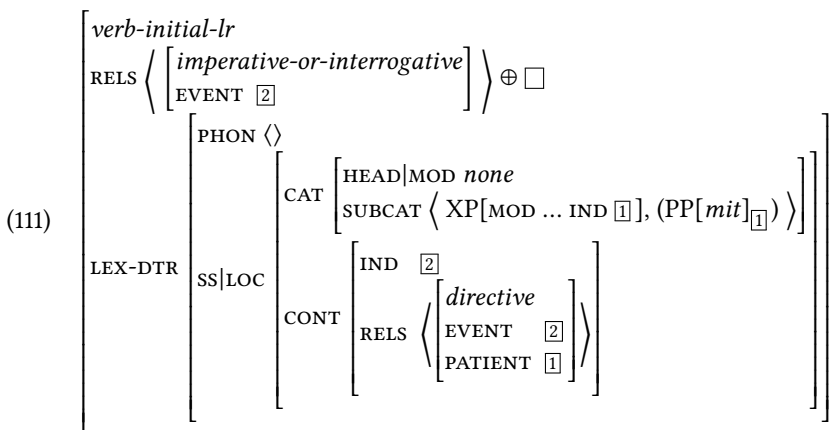 verb-initial-lr
RELS ⟨ [ imperative-or-interrogative
EVENT [2] ] ⟩ ⊕ □
PHON ⟨⟩
HEAD|MOD none
CAT
SUBCAT ⟨ XP[MOD … IND [1]], (PP[mit][1]) ⟩
(111)
LEX-DTR
SS|LOC
IND [2]
directive
CONT
RELS ⟨ EVENT [2] ⟩
PATIENT [1]